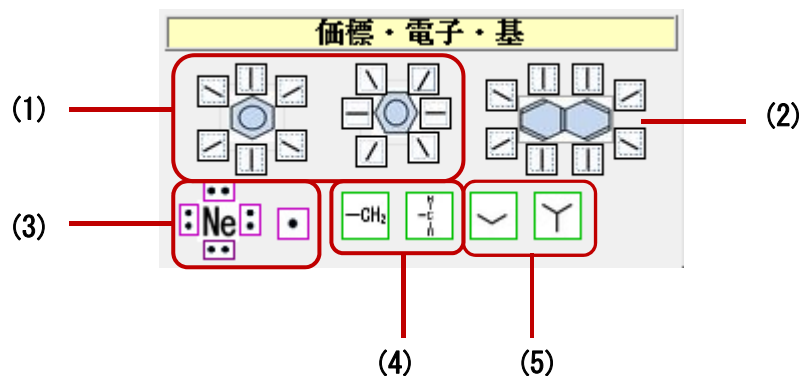 価標・電子・基
(1)
(2)
(3)
Ne
-CH₂
H
-C-
H
(4)
(5)